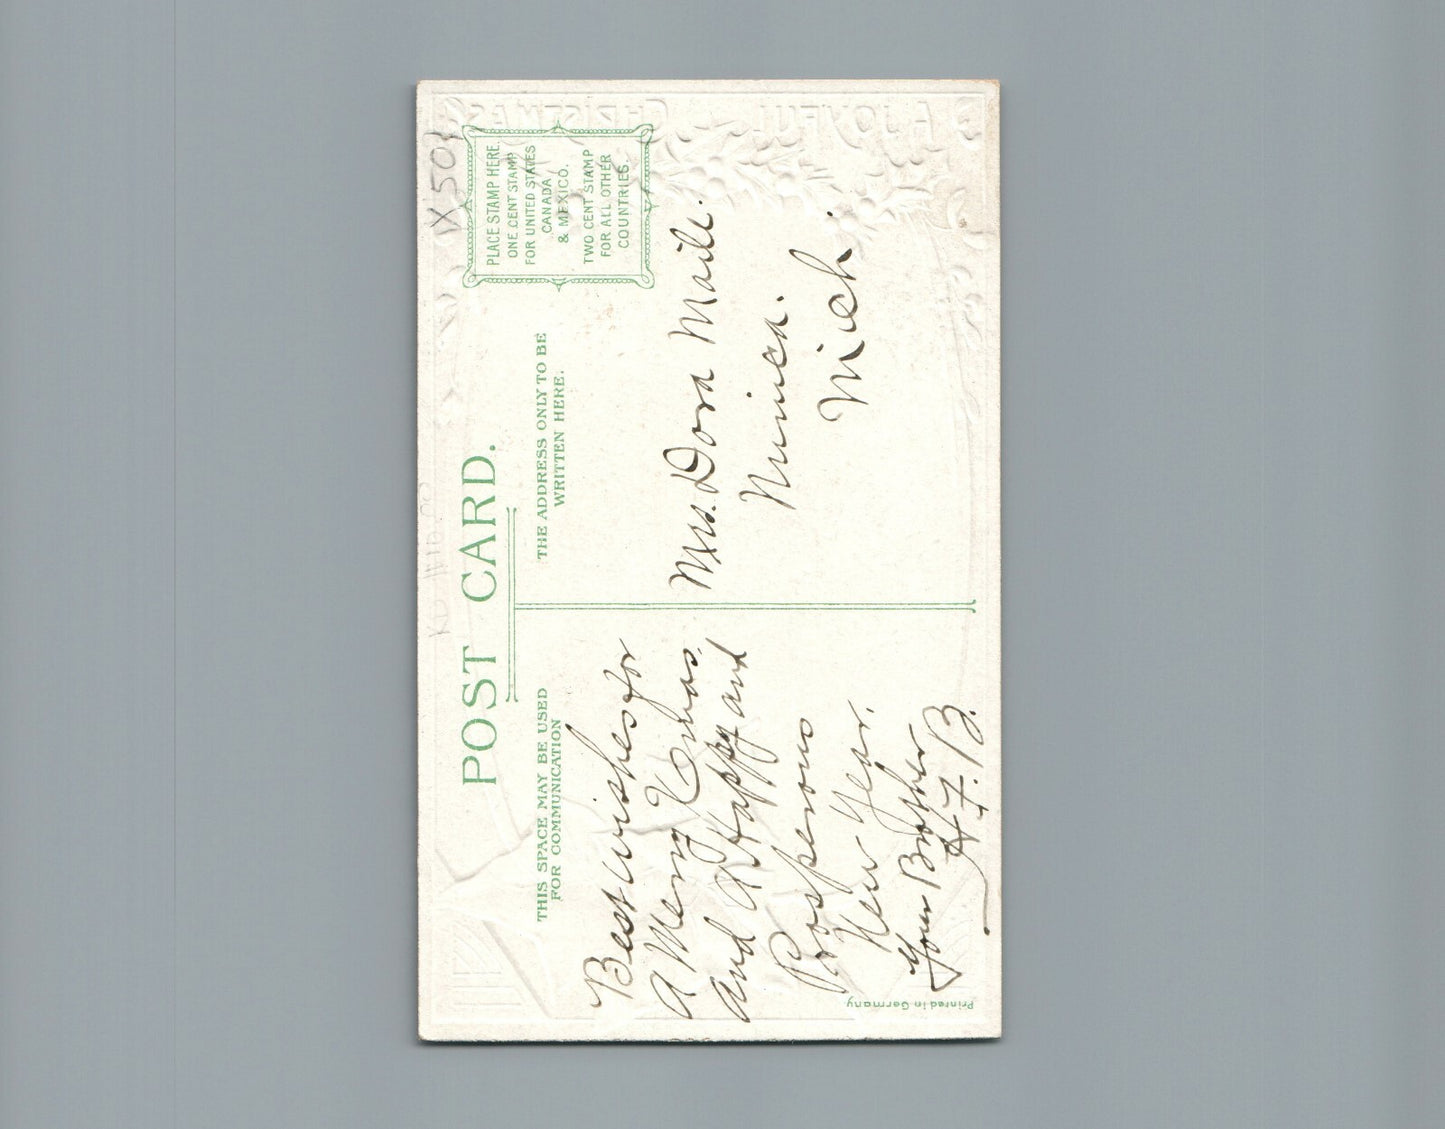 POST CARD.
THIS SPACE MAY BE USED
FOR COMMUNICATION
THE ADDRESS ONLY TO BE
WRITTEN HERE.
PLACE STAMP HERE.
ONE CENT STAMP
FOR UNITED STATES
CANADA
& MEXICO.
TWO CENT STAMP
FOR ALL OTHER
COUNTRIES.
Best wishes for
a Merry Xmas,
and a Happy and
Prosperous
New Year.
Your Brother
H.F.B.
Mrs. Dora Maile.
Nunica.
Mich.
Printed in Germany
A JOYFUL CHRISTMAS